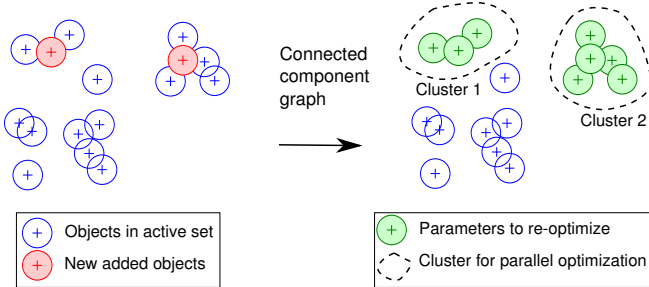 Connected
component
graph
Cluster 1
Cluster 2
Objects in active set
New added objects
Parameters to re-optimize
Cluster for parallel optimization